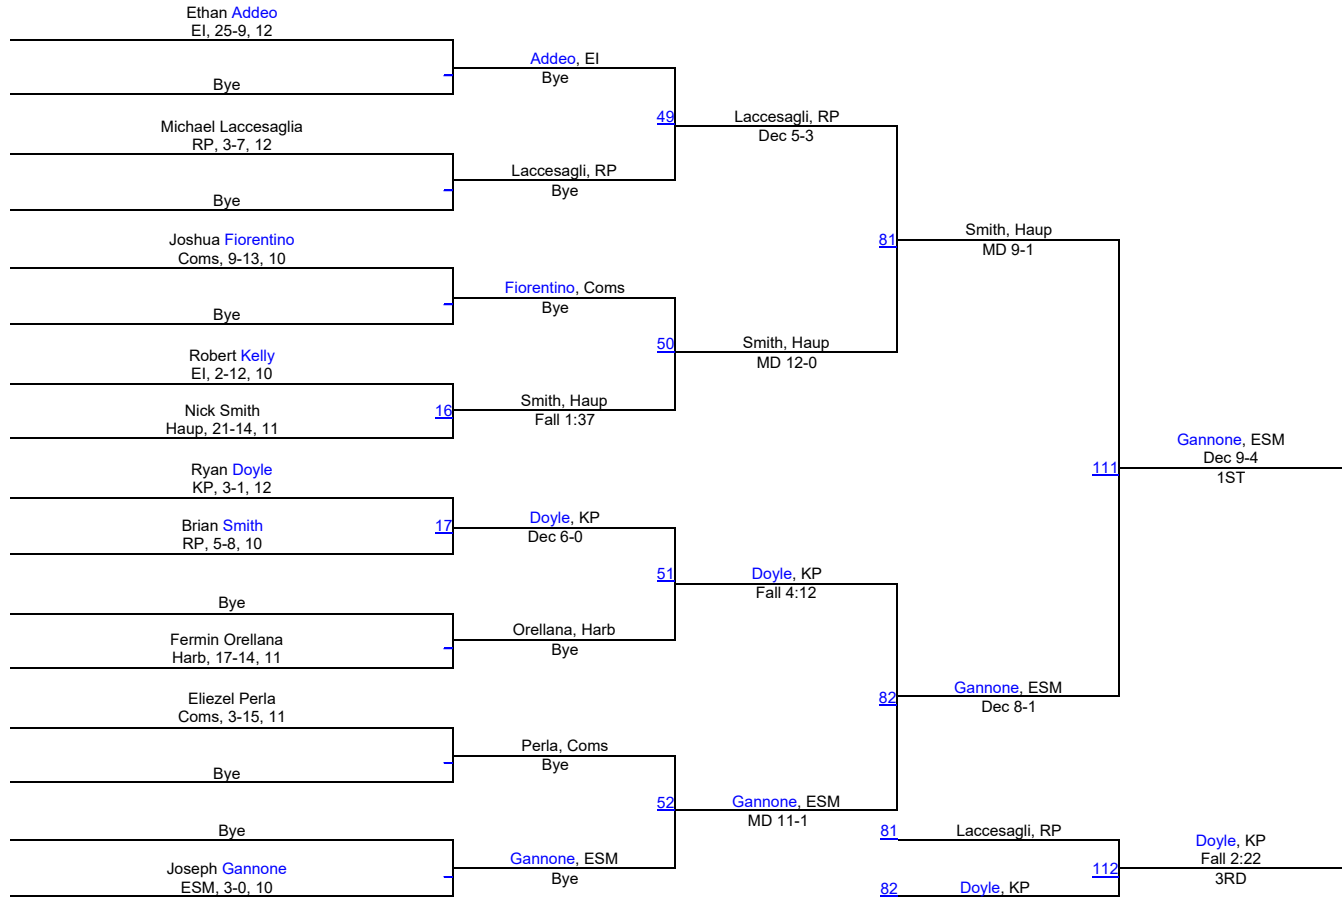 Ethan Addeo
EI, 25-9, 12
Bye
Michael Laccesaglia
RP, 3-7, 12
Bye
Joshua Fiorentino
Coms, 9-13, 10
Bye
Robert Kelly
EI, 2-12, 10
Nick Smith
Haup, 21-14, 11
16
Ryan Doyle
KP, 3-1, 12
Brian Smith
RP, 5-8, 10
17
Bye
Fermin Orellana
Harb, 17-14, 11
Eliezel Perla
Coms, 3-15, 11
Bye
Bye
Joseph Gannone
ESM, 3-0, 10
Addeo, EI
Bye
49
Laccesagli, RP
Bye
Fiorentino, Coms
Bye
50
Smith, Haup
Fall 1:37
Doyle, KP
Dec 6-0
51
Orellana, Harb
Bye
Perla, Coms
Bye
52
Gannone, ESM
Bye
Laccesagli, RP
Dec 5-3
81
Smith, Haup
MD 12-0
Doyle, KP
Fall 4:12
82
Gannone, ESM
MD 11-1
Smith, Haup
MD 9-1
111
Gannone, ESM
Dec 8-1
Gannone, ESM
Dec 9-4
1ST
81
Laccesagli, RP
112
82
Doyle, KP
Doyle, KP
Fall 2:22
3RD